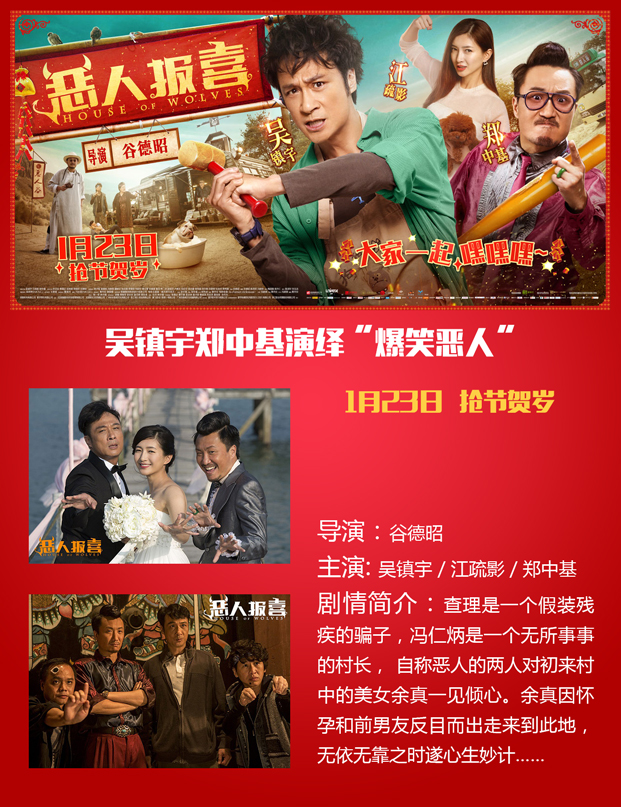 恶人报喜
HOUSE OF WOLVES
导演 谷德昭
吴镇宇
江疏影
郑中基
1月23日
抢节贺岁
大家一起 嘿嘿嘿~
吴镇宇郑中基演绎“爆笑恶人”
1月23日 抢节贺岁
恶人报喜
HOUSE OF WOLVES
导演：谷德昭
主演: 吴镇宇 / 江疏影 / 郑中基
剧情简介：查理是一个假装残
疾的骗子，冯仁炳是一个无所事事
的村长， 自称恶人的两人对初来村
中的美女余真一见倾心。余真因怀
孕和前男友反目而出走来到此地，
无依无靠之时遂心生妙计......
恶人报喜
HOUSE OF WOLVES